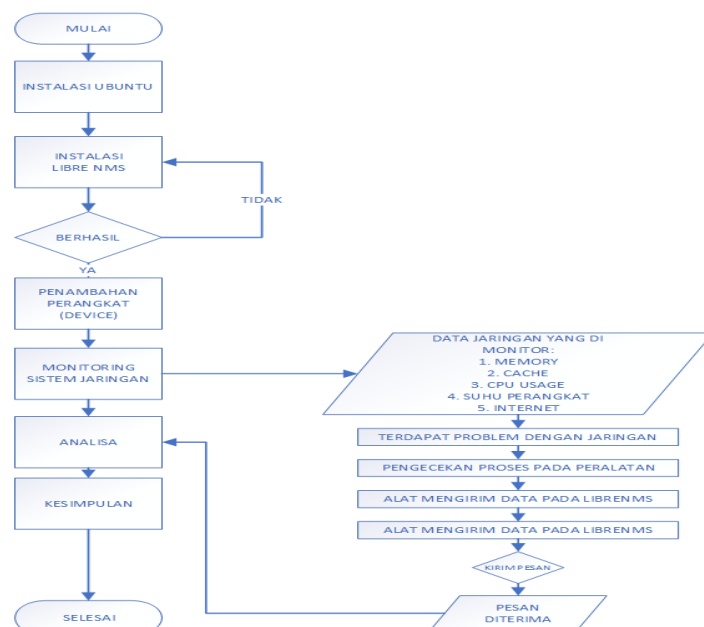 MULAI
INSTALASI UBUNTU
INSTALASI
LIBRE NMS
TIDAK
BERHASIL
YA
PENAMBAHAN
PERANGKAT
(DEVICE)
MONITORING
SISTEM JARINGAN
ANALISA
KESIMPULAN
SELESAI
DATA JARINGAN YANG DI
MONITOR:
1. MEMORY
2. CACHE
3. CPU USAGE
4. SUHU PERANGKAT
5. INTERNET
TERDAPAT PROBLEM DENGAN JARINGAN
PENGECEKAN PROSES PADA PERALATAN
ALAT MENGIRIM DATA PADA LIBRENMS
ALAT MENGIRIM DATA PADA LIBRENMS
KIRIM PESAN
PESAN
DITERIMA